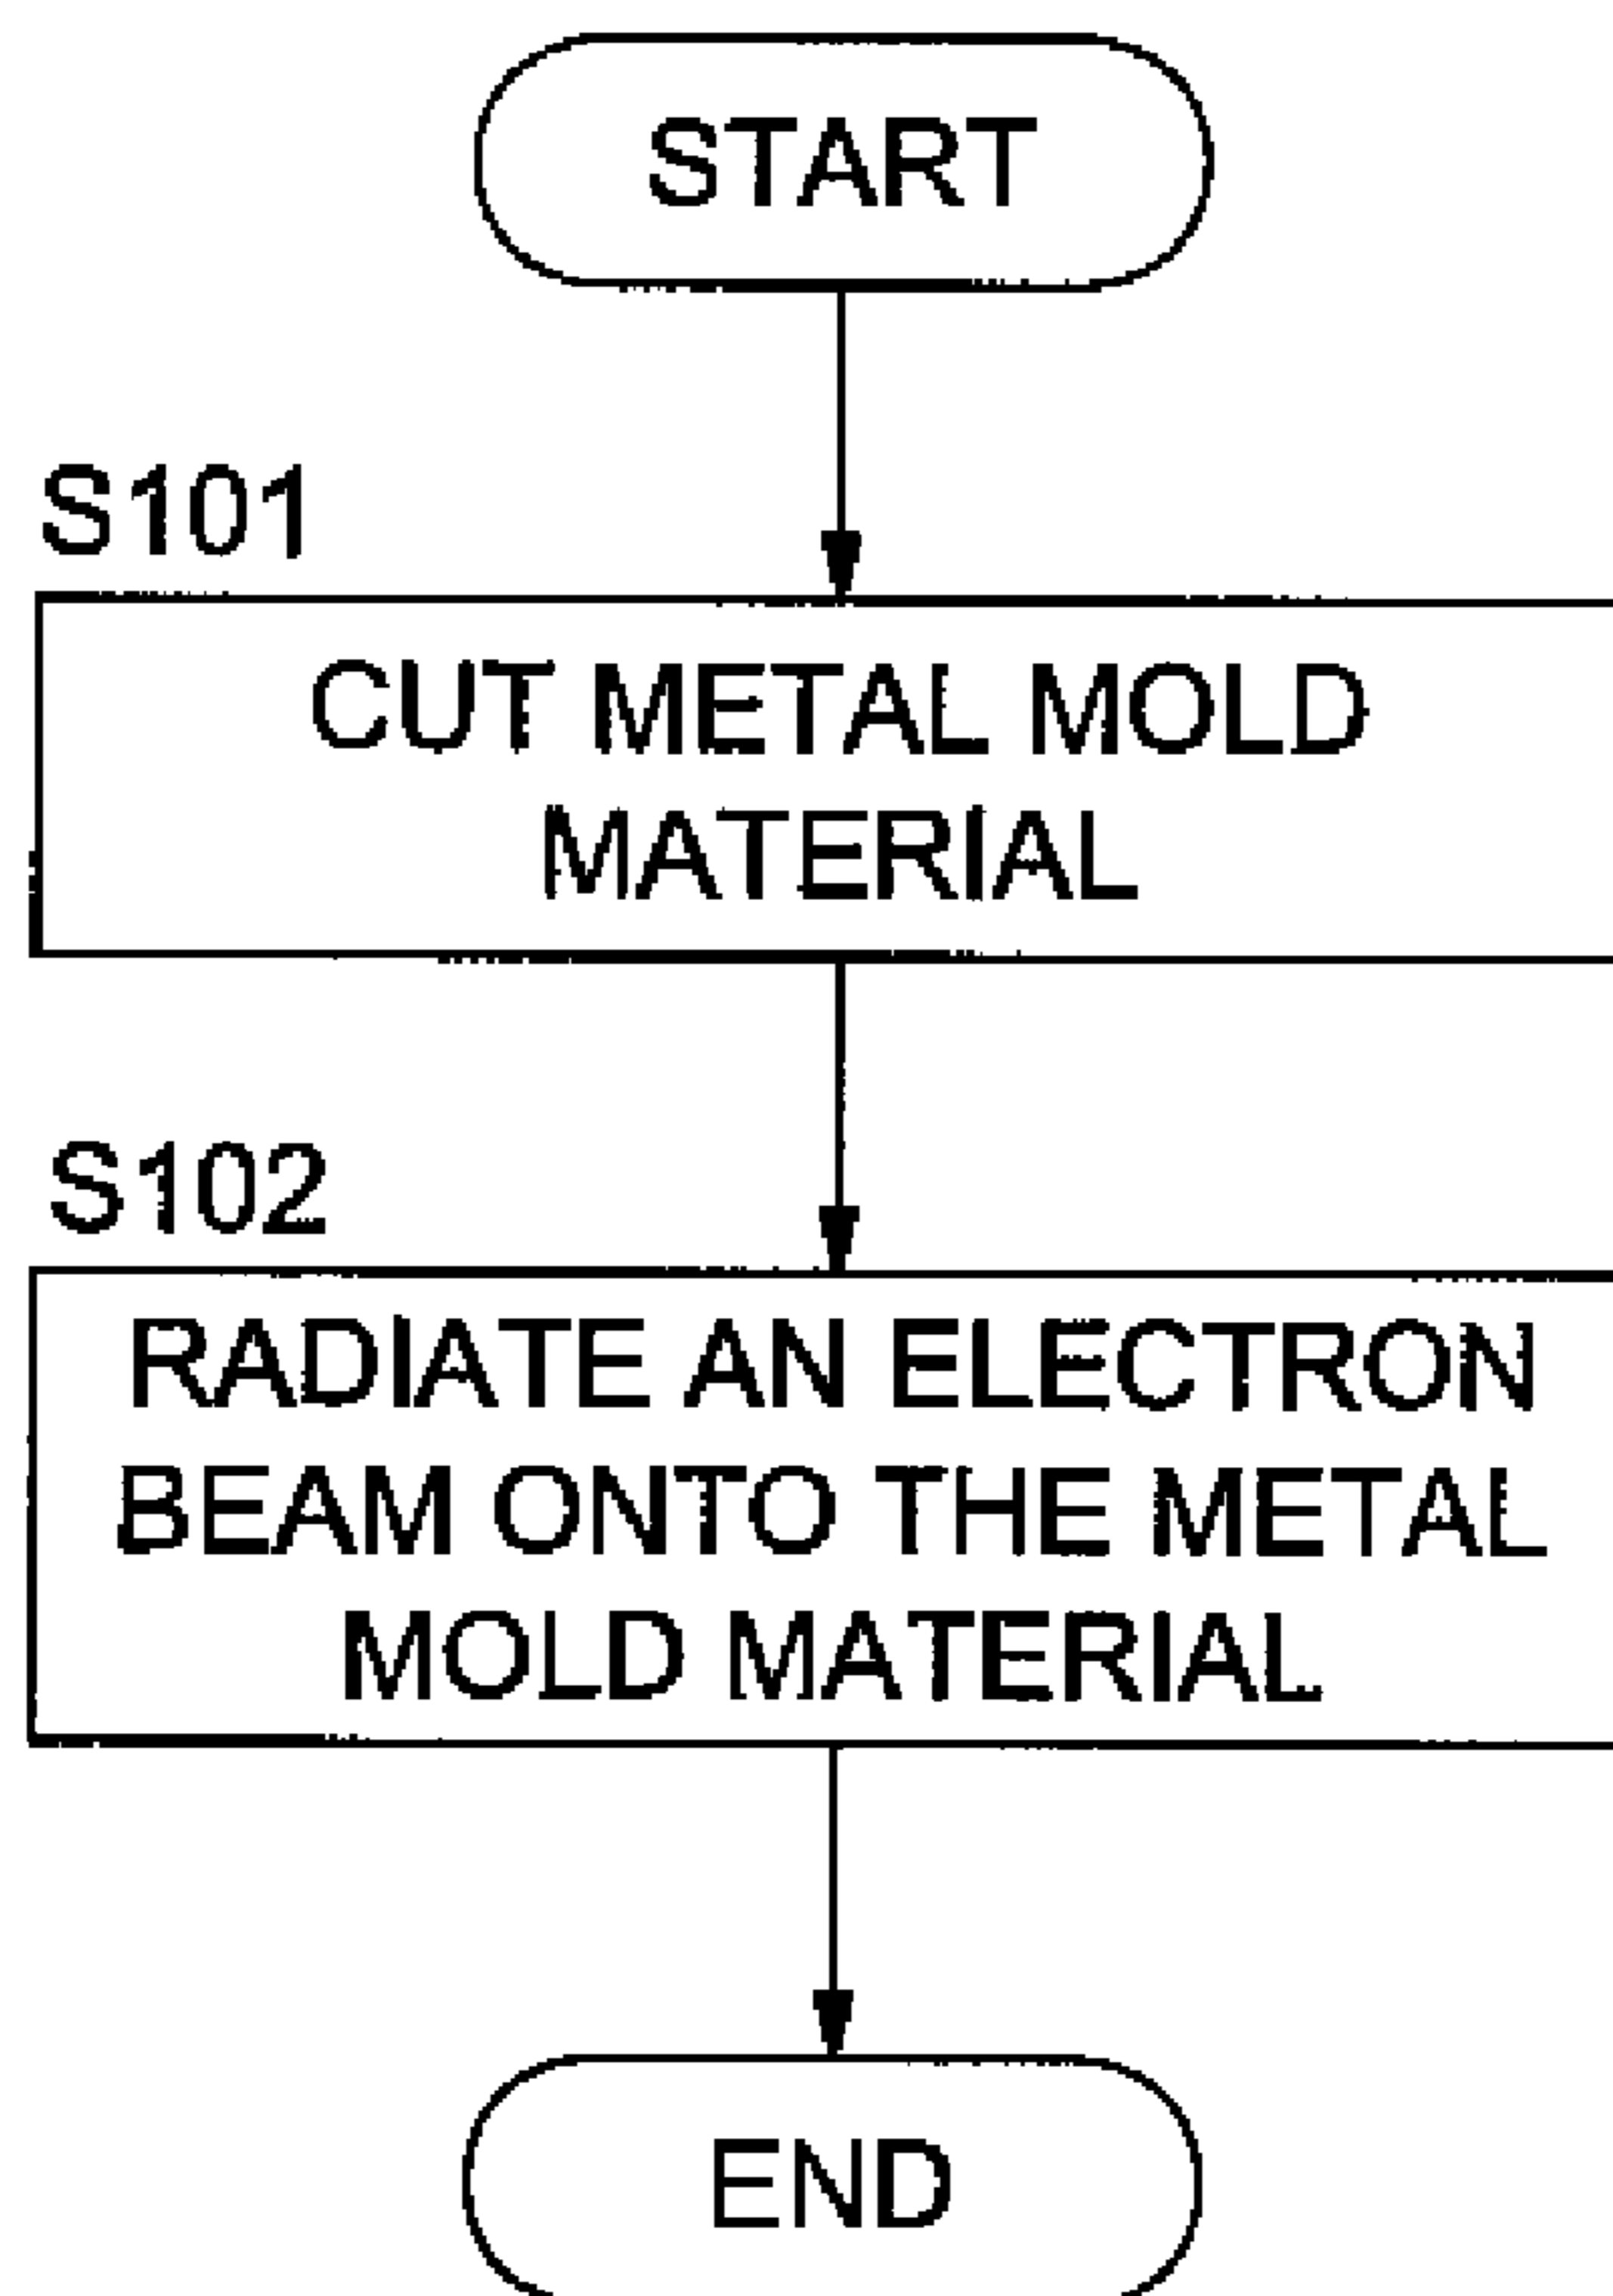 START
S101
CUT METAL MOLD
MATERIAL
S102
RADIATE AN ELECTRON
BEAM ONTO THE METAL
MOLD MATERIAL
END